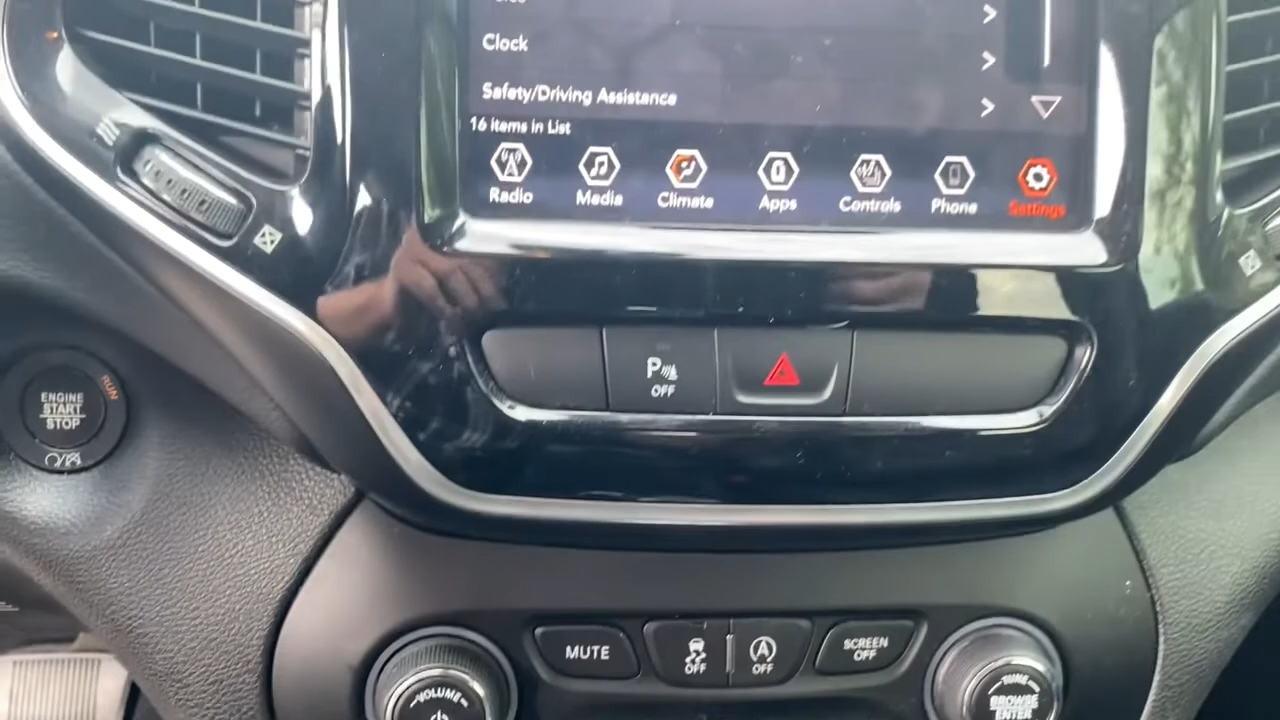 Clock
Safety/Driving Assistance
16 items in List
Radio
Media
Climate
Apps
Controls
Phone
Settings
P
OFF
RUN
ENGINE
START
STOP
MUTE
OFF
A
OFF
SCREEN
OFF
VOLUME
TUNE
BROWSE
ENTER